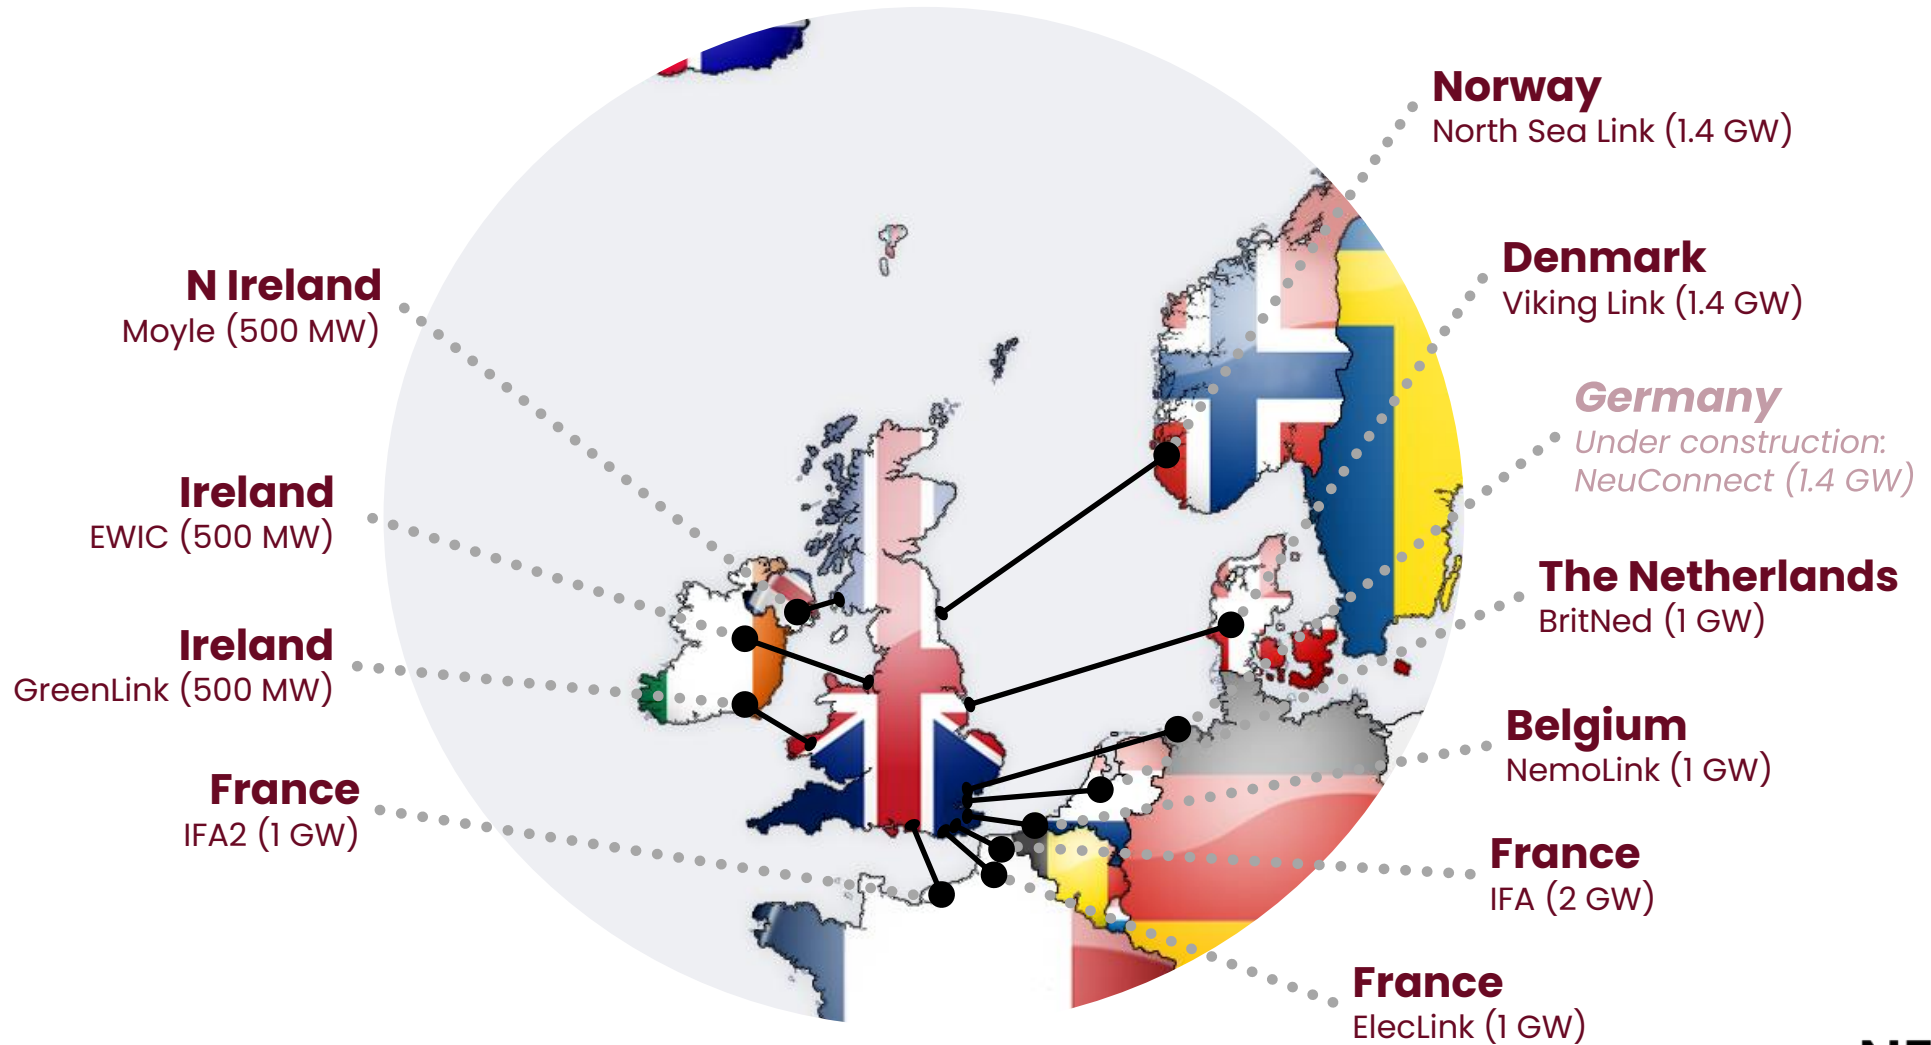 Norway
North Sea Link (1.4 GW)
Denmark
Viking Link (1.4 GW)
N Ireland
Moyle (500 MW)
Germany
Under construction:
NeuConnect (1.4 GW)
Ireland
EWIC (500 MW)
The Netherlands
BritNed (1 GW)
Ireland
GreenLink (500 MW)
Belgium
NemoLink (1 GW)
France
IFA2 (1 GW)
France
IFA (2 GW)
France
ElecLink (1 GW)